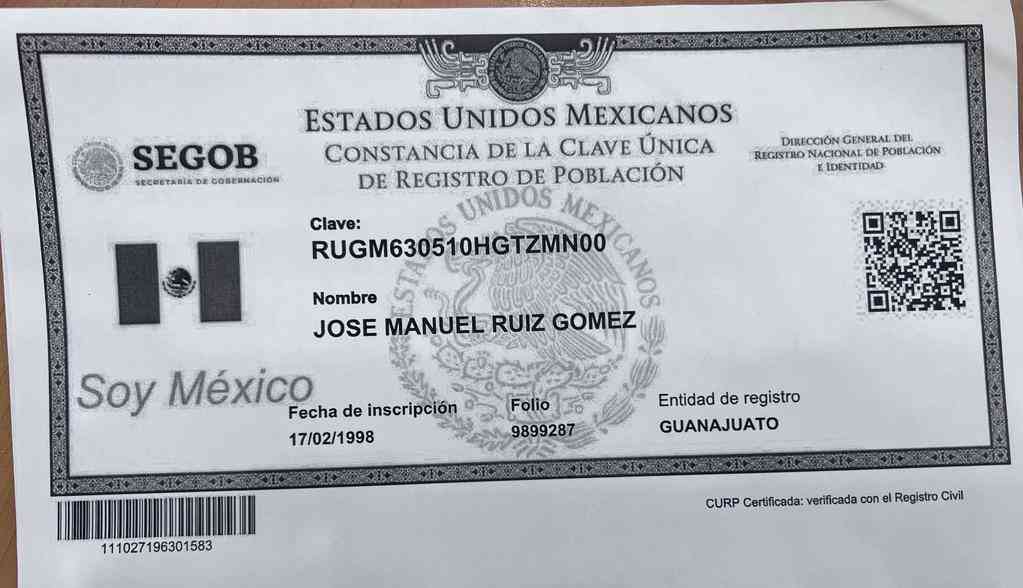 ESTADOS UNIDOS MEXICANOS
CONSTANCIA DE LA CLAVE ÚNICA
DE REGISTRO DE POBLACIÓN
SEGOB
SECRETARÍA DE GOBERNACIÓN
DIRECCIÓN GENERAL DEL
REGISTRO NACIONAL DE POBLACIÓN
E IDENTIDAD
ESTADOS UNIDOS MEXICANOS
Clave:
RUGM630510HGTZMN00
Nombre
JOSE MANUEL RUIZ GOMEZ
Soy México
Fecha de inscripción
17/02/1998
Folio
9899287
Entidad de registro
GUANAJUATO
111027196301583
CURP Certificada: verificada con el Registro Civil